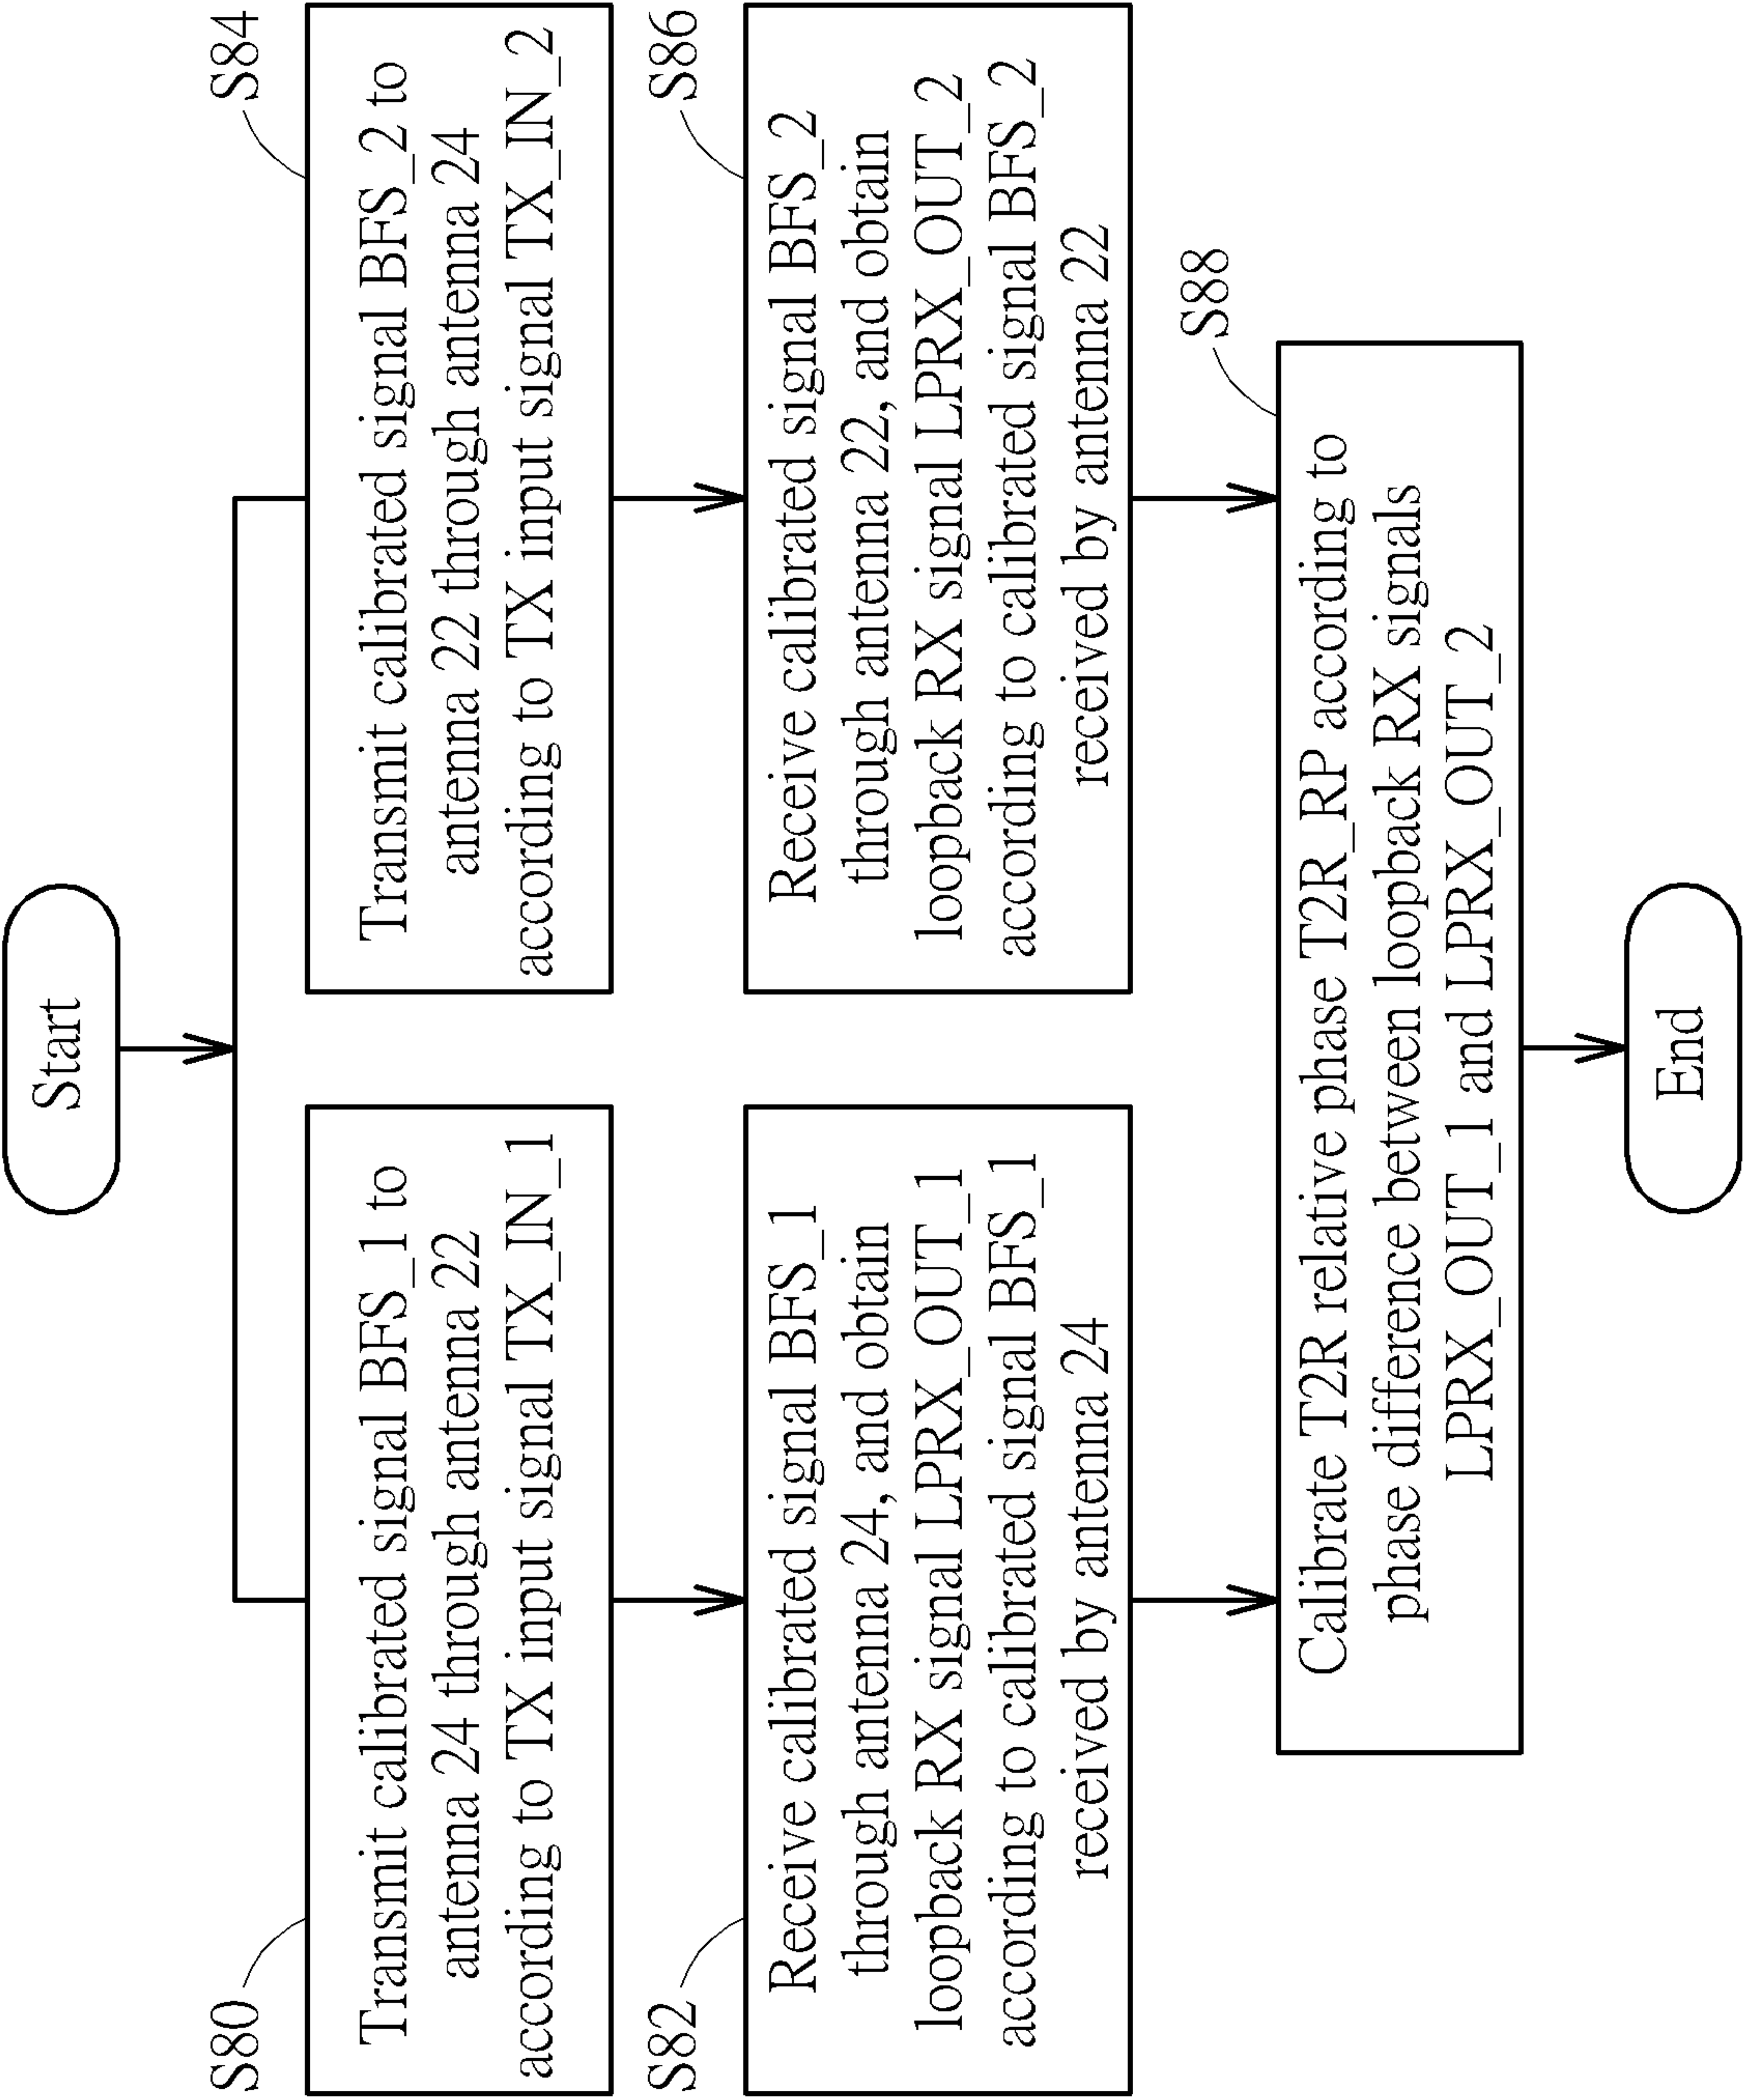 Start
S80
Transmit calibrated signal BFS_1 to
antenna 24 through antenna 22
according to TX input signal TX_IN_1
S84
Transmit calibrated signal BFS_2 to
antenna 22 through antenna 24
according to TX input signal TX_IN_2
S82
Receive calibrated signal BFS_1
through antenna 24, and obtain
loopback RX signal LPRX_OUT_1
according to calibrated signal BFS_1
received by antenna 24
S86
Receive calibrated signal BFS_2
through antenna 22, and obtain
loopback RX signal LPRX_OUT_2
according to calibrated signal BFS_2
received by antenna 22
S88
Calibrate T2R relative phase T2R_RP according to
phase difference between loopback RX signals
LPRX_OUT_1 and LPRX_OUT_2
End